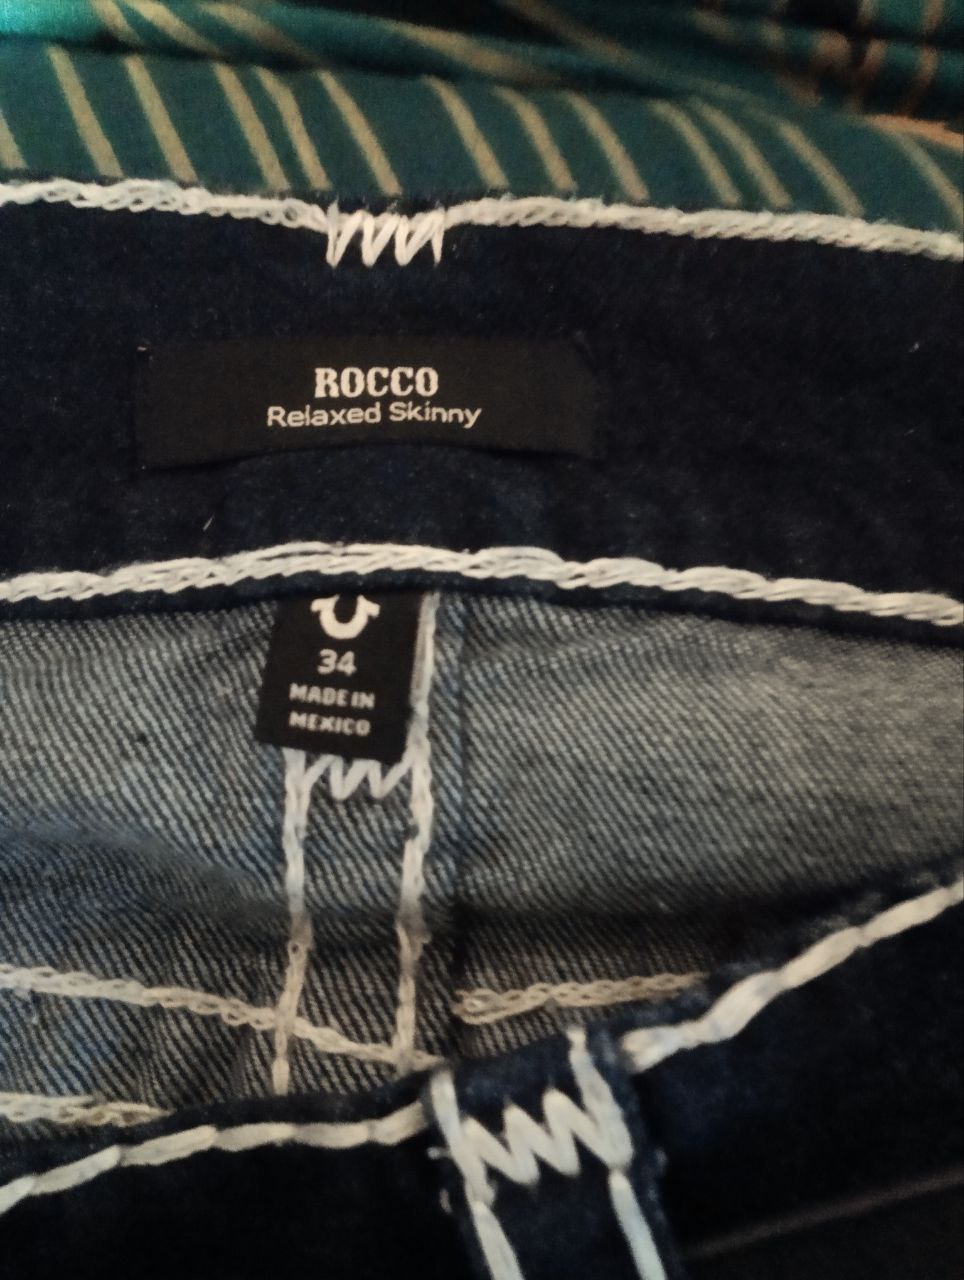 ROCCO
Relaxed Skinny
34
MADE IN
MEXICO